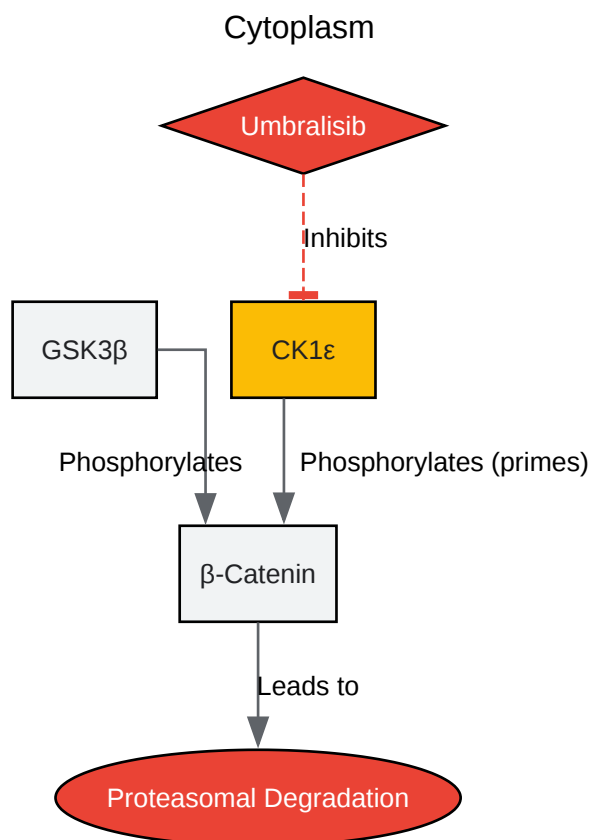 Cytoplasm
Umbralisib
Inhibits
GSK3β
CK1ε
Phosphorylates
Phosphorylates (primes)
β-Catenin
Leads to
Proteasomal Degradation